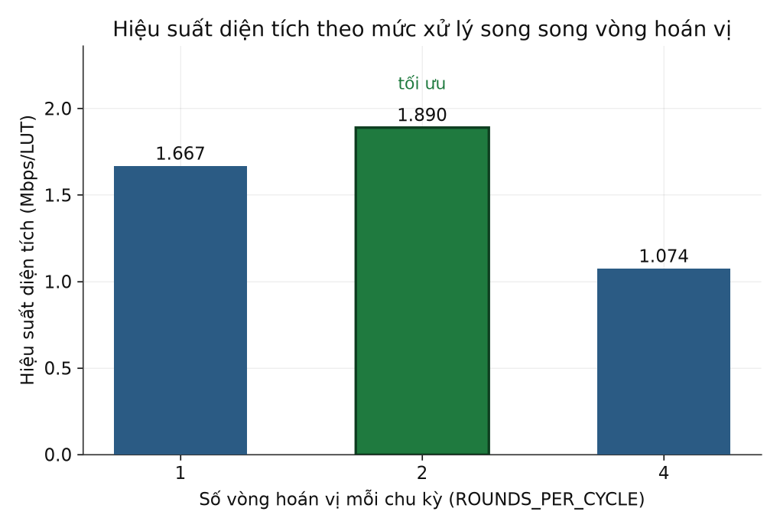 Hiệu suất diện tích theo mức xử lý song song vòng hoán vị
Hiệu suất diện tích (Mbps/LUT)
2.0
1.5
1.0
0.5
0.0
1.667
tối ưu
1.890
1.074
1
2
4
Số vòng hoán vị mỗi chu kỳ (ROUNDS_PER_CYCLE)